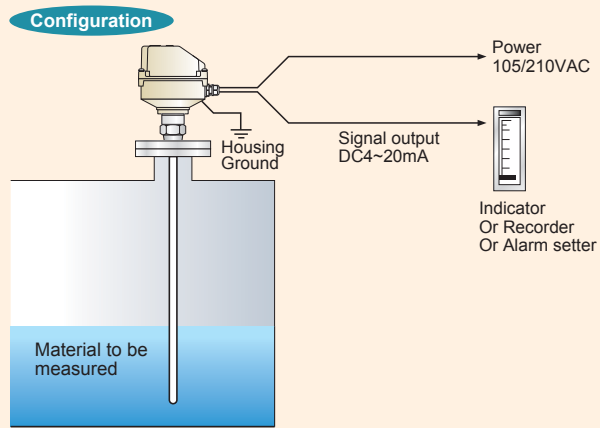 Configuration
Power
105/210VAC
Housing
Ground
Signal output
DC4~20mA
Indicator
Or Recorder
Or Alarm setter
Material to be
measured